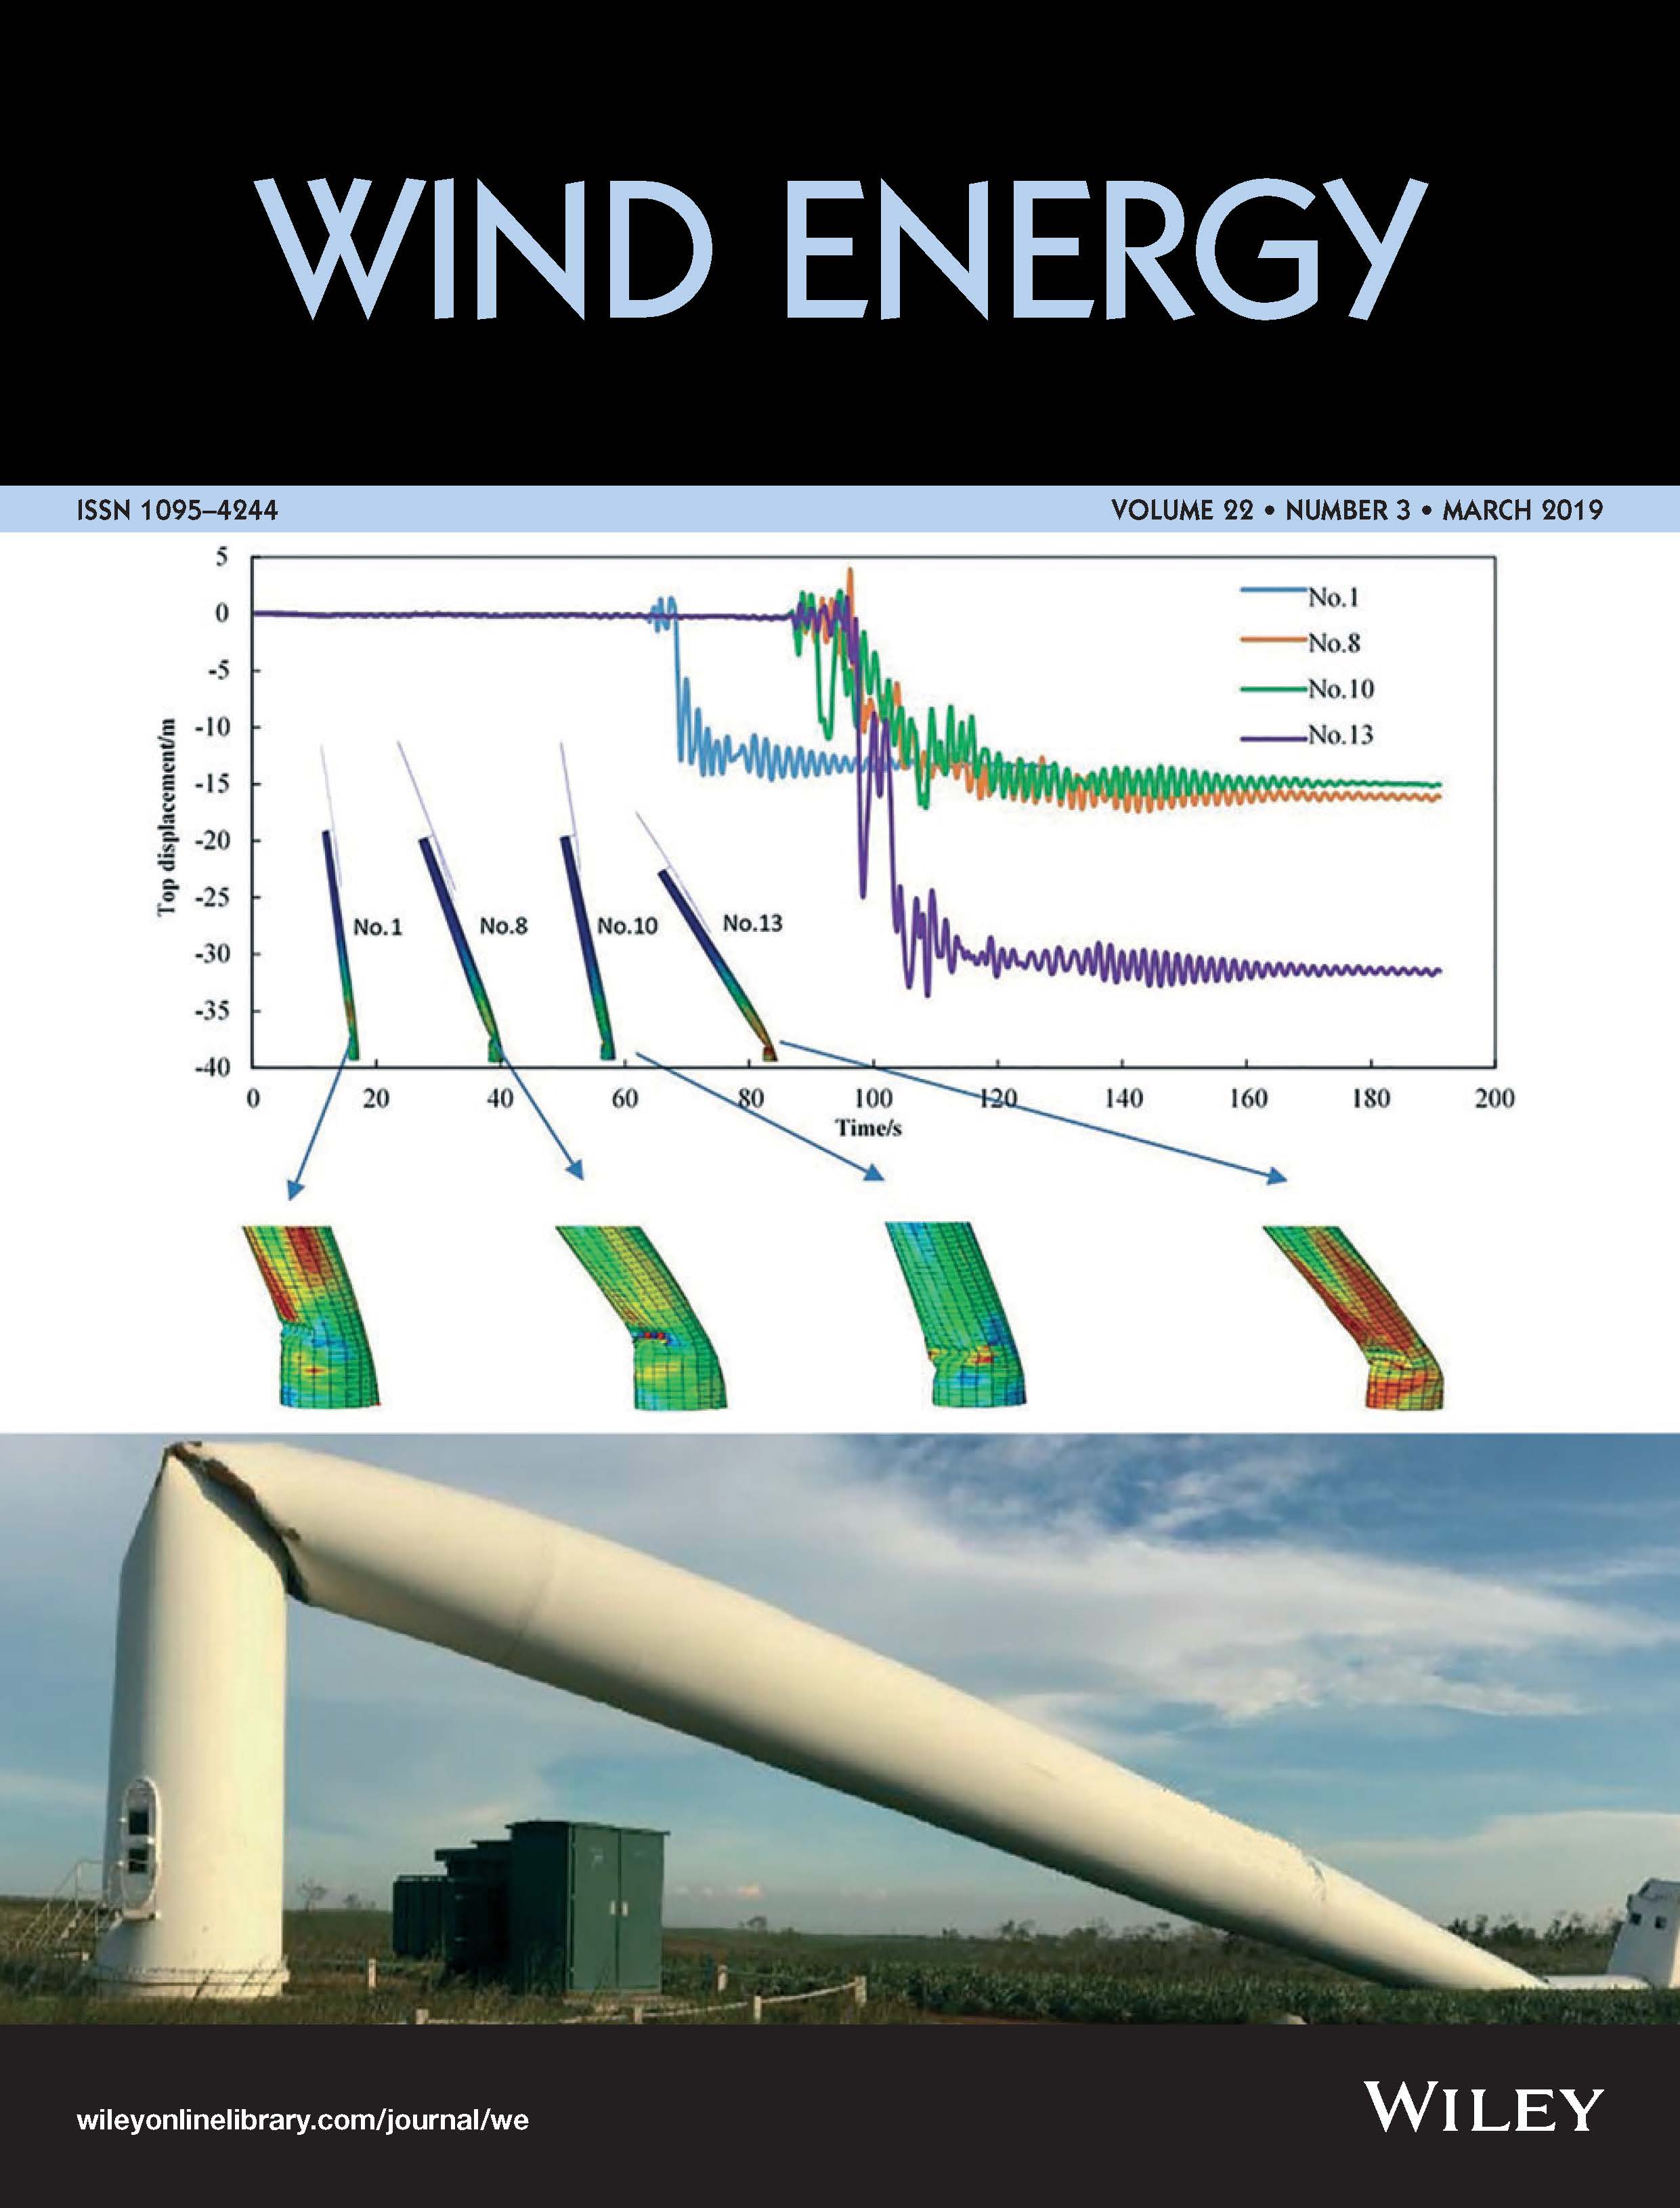 WIND ENERGY
ISSN 1095–4244
VOLUME 22 • NUMBER 3 • MARCH 2019
5
0
-5
-10
-15
-20
-25
-30
-35
-40
Top displacement/m
No.1
No.8
No.10
No.13
No.1
No.8
No.10
No.13
0 20 40 60 80 100 120 140 160 180 200
Time/s
wileyonlinelibrary.com/journal/we
WILEY